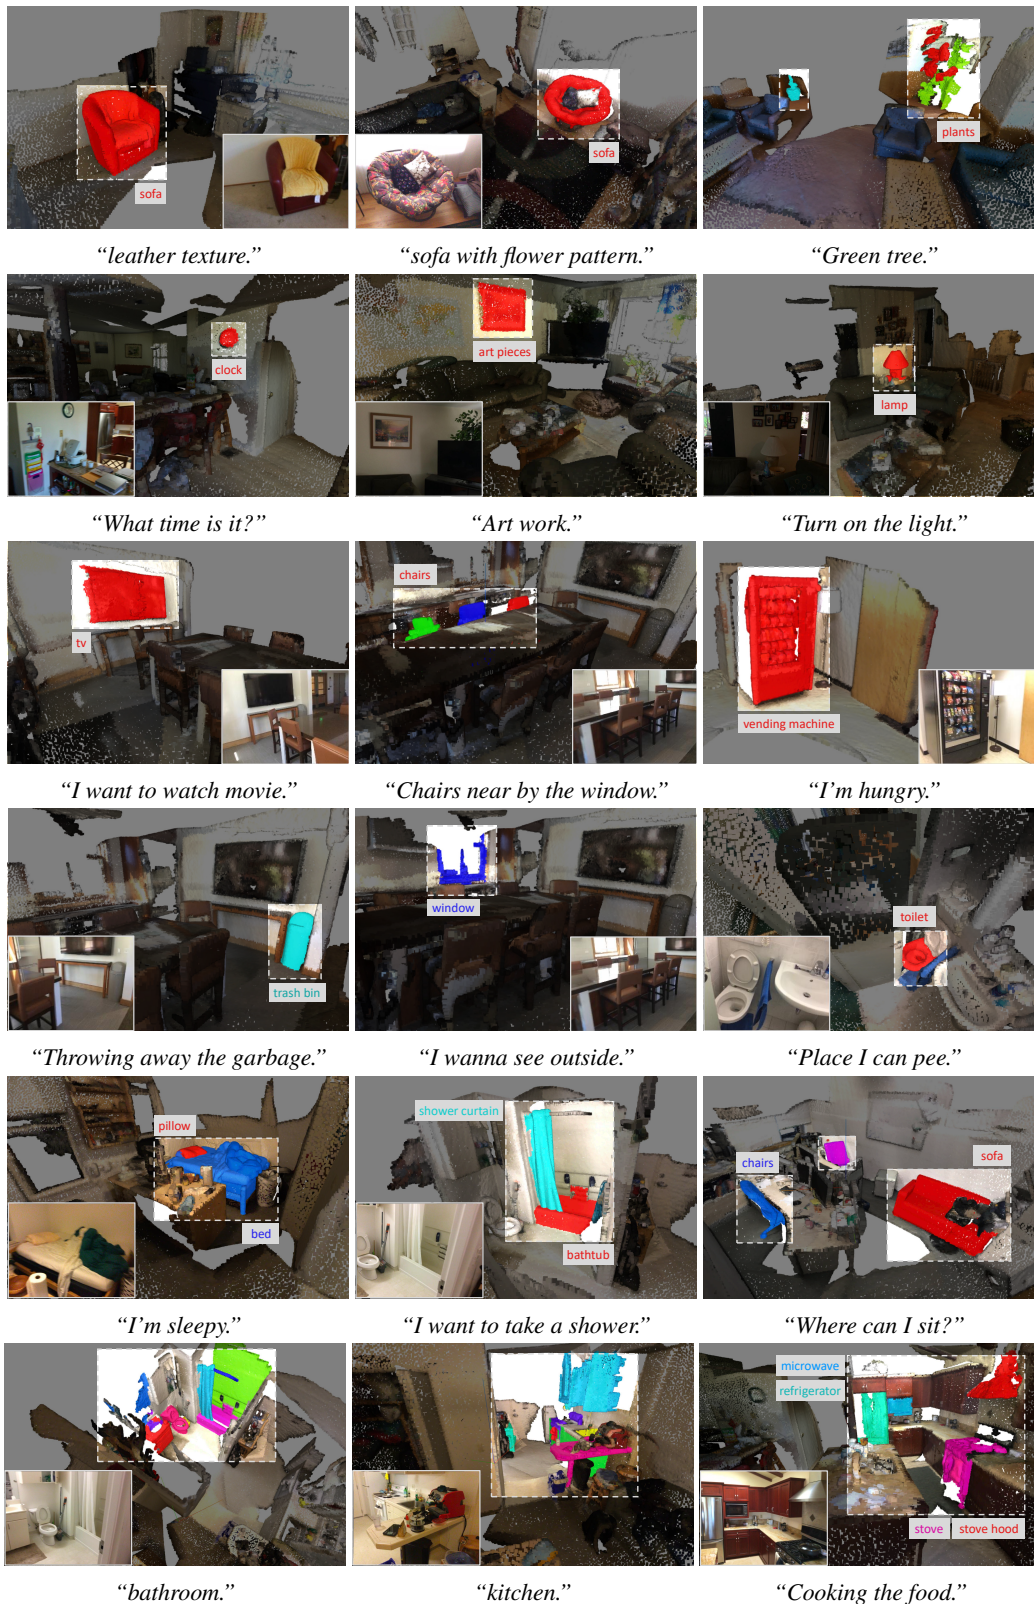 plants
sofa
sofa
“leather texture.”
“sofa with flower pattern.”
“Green tree.”
clock
art pieces
lamp
“What time is it?”
“Art work.”
“Turn on the light.”
chairs
tv
vending machine
“I want to watch movie.”
“Chairs near by the window.”
“I’m hungry.”
window
toilet
trash bin
“Throwing away the garbage.”
“I wanna see outside.”
“Place I can pee.”
pillow
shower curtain
chairs
sofa
bed
bathtub
“I’m sleepy.”
“I want to take a shower.”
“Where can I sit?”
microwave
refrigerator
stove
stove hood
“bathroom.”
“kitchen.”
“Cooking the food.”